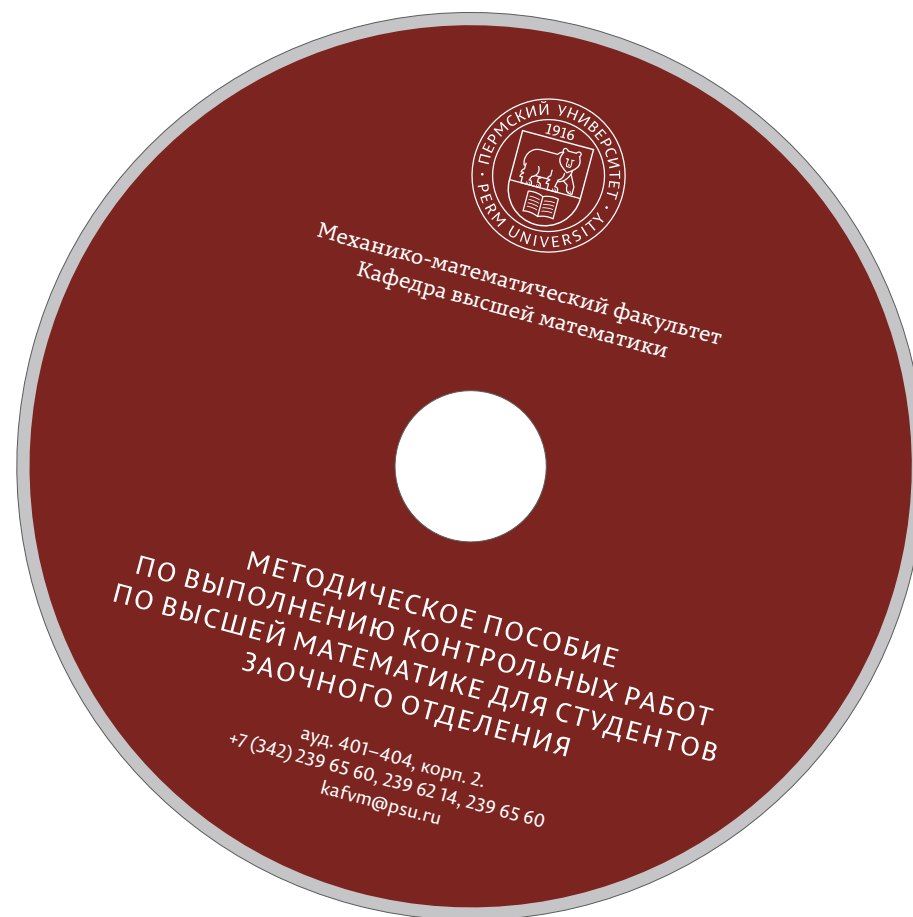 ПЕРМСКИЙ УНИВЕРСИТЕТ
1916
PERM UNIVERSITY
Механико-математический факультет
Кафедра высшей математики
МЕТОДИЧЕСКОЕ ПОСОБИЕ
ПО ВЫПОЛНЕНИЮ КОНТРОЛЬНЫХ РАБОТ
ПО ВЫСШЕЙ МАТЕМАТИКЕ ДЛЯ СТУДЕНТОВ
ЗАОЧНОГО ОТДЕЛЕНИЯ
ауд. 401–404, корп. 2.
+7 (342) 239 65 60, 239 62 14, 239 65 60
kafvm@psu.ru